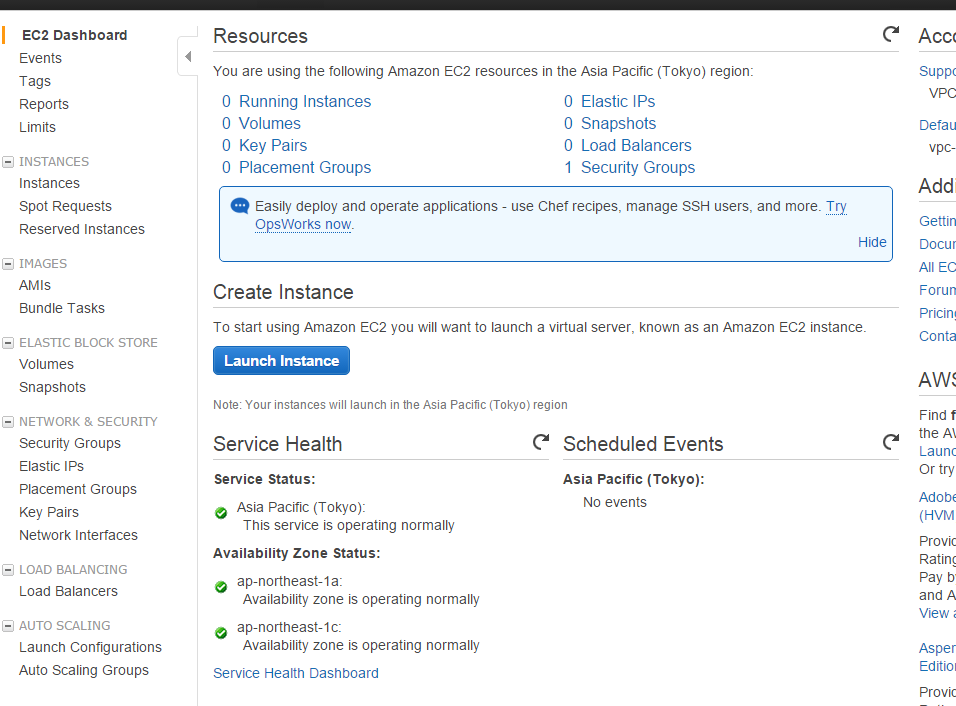 EC2 Dashboard
Events
Tags
Reports
Limits
INSTANCES
Instances
Spot Requests
Reserved Instances
IMAGES
AMIs
Bundle Tasks
ELASTIC BLOCK STORE
Volumes
Snapshots
NETWORK & SECURITY
Security Groups
Elastic IPs
Placement Groups
Key Pairs
Network Interfaces
LOAD BALANCING
Load Balancers
AUTO SCALING
Launch Configurations
Auto Scaling Groups
Resources
You are using the following Amazon EC2 resources in the Asia Pacific (Tokyo) region:
0 Running Instances
0 Volumes
0 Key Pairs
0 Placement Groups
0 Elastic IPs
0 Snapshots
0 Load Balancers
1 Security Groups
Easily deploy and operate applications - use Chef recipes, manage SSH users, and more. Try
OpsWorks now.
Hide
Create Instance
To start using Amazon EC2 you will want to launch a virtual server, known as an Amazon EC2 instance.
Launch Instance
Note: Your instances will launch in the Asia Pacific (Tokyo) region
Service Health
Service Status:
Asia Pacific (Tokyo):
This service is operating normally
Availability Zone Status:
ap-northeast-1a:
Availability zone is operating normally
ap-northeast-1c:
Availability zone is operating normally
Service Health Dashboard
Scheduled Events
Asia Pacific (Tokyo):
No events
Acco
Suppo
VPC
Defau
vpc-
Addi
Gettin
Docum
All EC
Forum
Pricing
Conta
AWS
Find f
the AW
Launc
Or try
Adobe
(HVM
Provid
Rating
Pay by
and A
View a
Asper
Edition
Provid